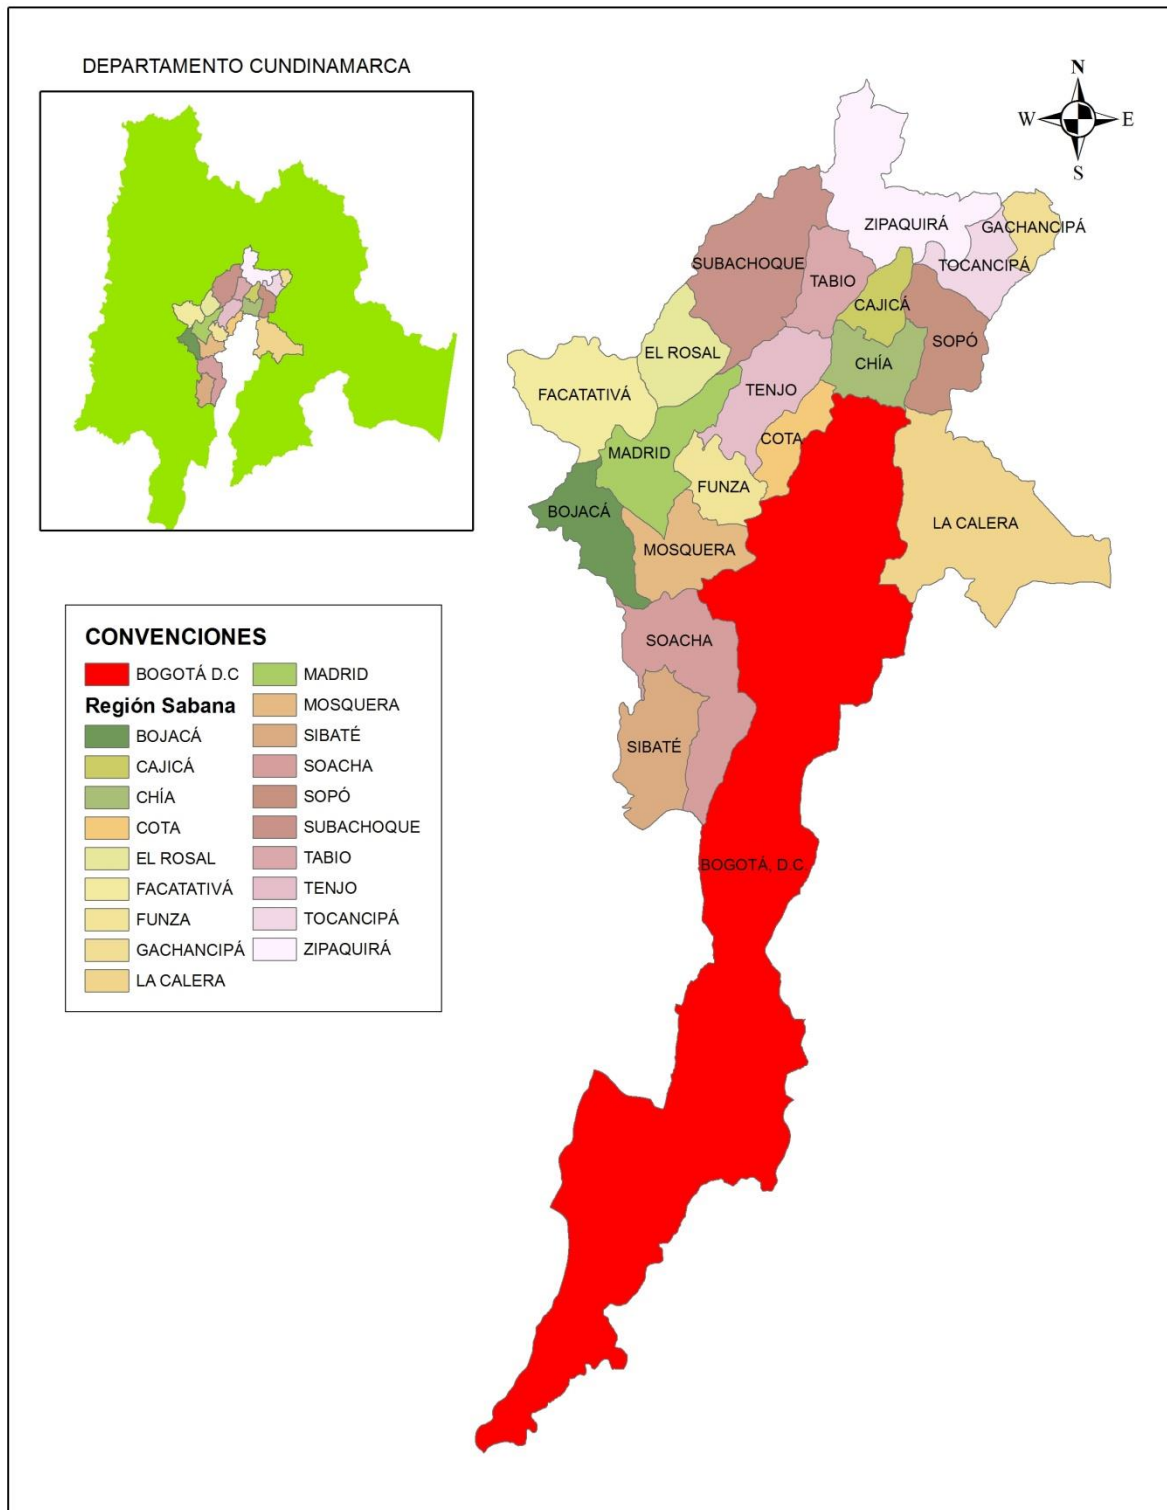 DEPARTAMENTO CUNDINAMARCA
N
W
E
S
ZIPAQUIRÁ
GACHANCIPÁ
TOCANCIPÁ
SUBACHOQUE
TABIO
CAJICÁ
SOPÓ
EL ROSAL
CHÍA
FACATATIVÁ
TENJO
COTA
MADRID
FUNZA
BOJACÁ
LA CALERA
MOSQUERA
SOACHA
SIBATÉ
BOGOTÁ, D.C
CONVENCIONES
BOGOTÁ D.C
Región Sabana
BOJACÁ
CAJICÁ
CHÍA
COTA
EL ROSAL
FACATATIVÁ
FUNZA
GACHANCIPÁ
LA CALERA
MADRID
MOSQUERA
SIBATÉ
SOACHA
SOPÓ
SUBACHOQUE
TABIO
TENJO
TOCANCIPÁ
ZIPAQUIRÁ